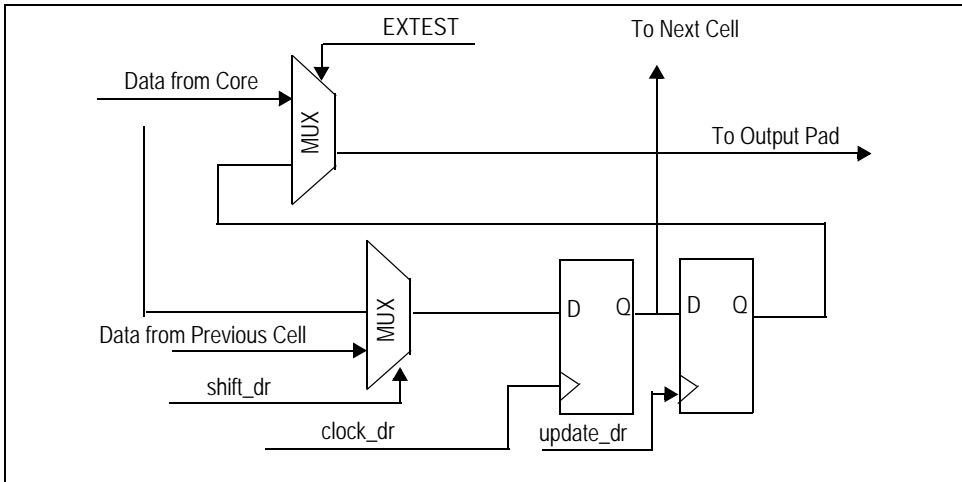 EXTEST
To Next Cell
Data from Core
MUX
To Output Pad
MUX
D Q
D Q
Data from Previous Cell
shift_dr
clock_dr
update_dr